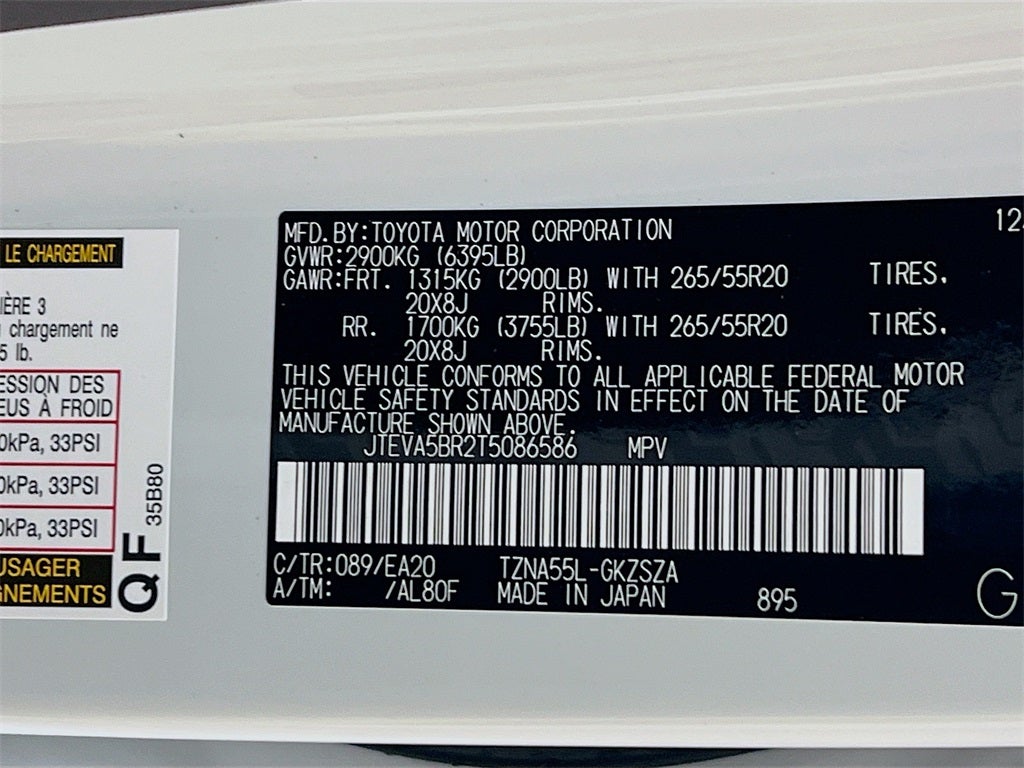 LE CHARGEMENT
IÈRE 3
chargement ne
5 lb.
ESSION DES
EUS À FROID
0kPa, 33PSI
0kPa, 33PSI
0kPa, 33PSI
USAGER
GNEMENTS
QF 35B80
12
MFD.BY:TOYOTA MOTOR CORPORATION
GVWR:2900KG (6395LB)
GAWR:FRT. 1315KG (2900LB) WITH 265/55R20 TIRES.
20X8J RIMS.
RR. 1700KG (3755LB) WITH 265/55R20 TIRES.
20X8J RIMS.
THIS VEHICLE CONFORMS TO ALL APPLICABLE FEDERAL MOTOR
VEHICLE SAFETY STANDARDS IN EFFECT ON THE DATE OF
MANUFACTURE SHOWN ABOVE.
JTEVA5BR2T5086586 MPV
C/TR:089/EA20 TZNA55L-GKZSZA
A/TM: /AL80F MADE IN JAPAN 895
G